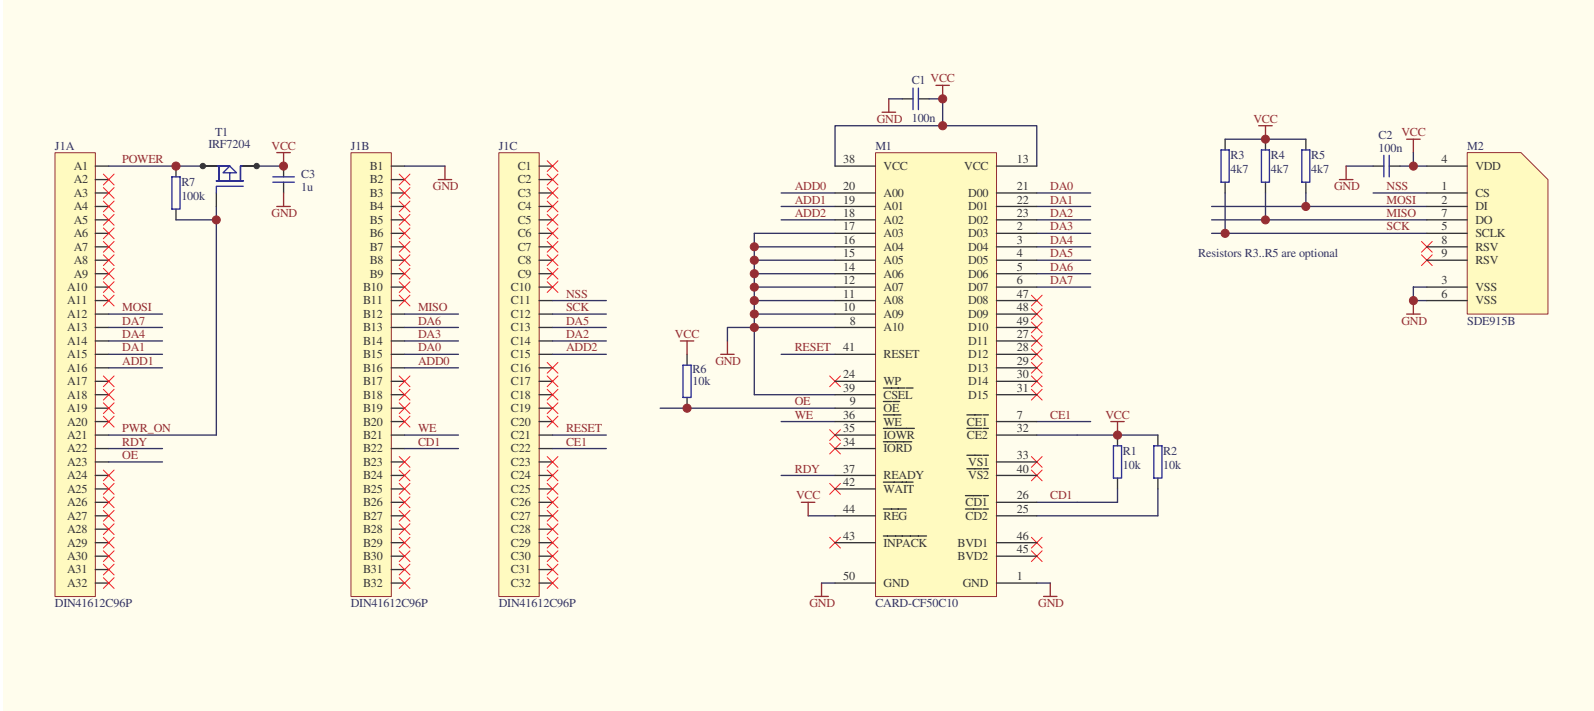 T1
IRF7204
J1A
A1 POWER
VCC
A2
A3
A4
A5
A6
A7
A8
A9
A10
A11
A12 MOSI
A13 DA7
A14 DA4
A15 DA1
A16 ADD1
A17
A18
A19
A20
A21 PWR_ON
A22 RDY
A23 OE
A24
A25
A26
A27
A28
A29
A30
A31
A32
DIN41612C96P
R7
100k
C3
1u
GND
J1B
B1
GND
B2
B3
B4
B5
B6
B7
B8
B9
B10
B11
B12 MISO
B13 DA6
B14 DA3
B15 DA0
B16 ADD0
B17
B18
B19
B20
B21 WE
B22 CD1
B23
B24
B25
B26
B27
B28
B29
B30
B31
B32
DIN41612C96P
J1C
C1
C2
C3
C4
C5
C6
C7
C8
C9
C10
C11 NSS
C12 SCK
C13 DA5
C14 DA2
C15 ADD2
C16
C17
C18
C19
C20
C21 RESET
C22 CE1
C23
C24
C25
C26
C27
C28
C29
C30
C31
C32
DIN41612C96P
C1 VCC
GND 100n
M1
38 VCC VCC 13
ADD0 20 A00 D00 21 DA0
ADD1 19 A01 D01 22 DA1
ADD2 18 A02 D02 23 DA2
17 A03 D03 2 DA3
16 A04 D04 3 DA4
15 A05 D05 4 DA5
14 A06 D06 5 DA6
12 A07 D07 6 DA7
11 A08 D08 47
10 A09 D09 48
8 A10 D10 49
D11 27
GND
RESET 41 RESET D12 28
D13 29
24 WP D14 30
39 CSEL D15 31
VCC
R6
10k
OE 9 OE
WE 36 WE CE1 7 CE1 VCC
35 IOWR CE2 32
34 IORD
VS1 33
RDY 37 READY VS2 40
42 WAIT
R1
10k
R2
10k
VCC
CD1 26 CD1
44 REG CD2 25
43 INPACK BVD1 46
BVD2 45
50 GND GND 1
GND
GND
CARD-CF50C10
VCC
R3
4k7
R4
4k7
R5
4k7
C2
100n
VCC
GND
M2
4 VDD
NSS 1 CS
MOSI 2 DI
MISO 7 DO
SCK 5 SCLK
8 RSV
9 RSV
Resistors R3..R5 are optional
3 VSS
6 VSS
GND
SDE915B